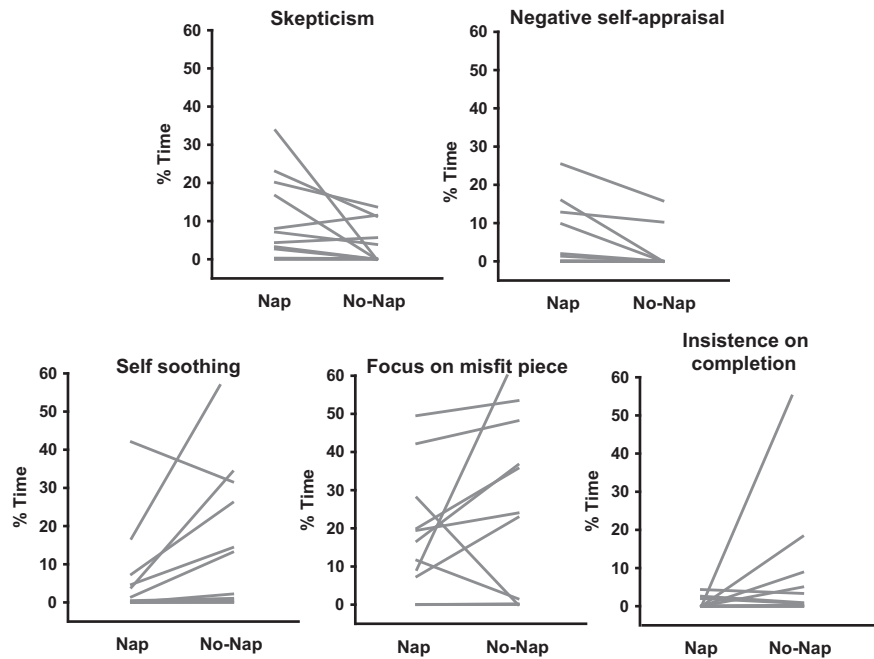 Skepticism
60
50
40
30
20
10
0
% Time
Nap
No-Nap
Negative self-appraisal
60
50
40
30
20
10
0
% Time
Nap
No-Nap
Self soothing
60
50
40
30
20
10
0
% Time
Nap
No-Nap
Focus on misfit piece
60
50
40
30
20
10
0
% Time
Nap
No-Nap
Insistence on
completion
60
50
40
30
20
10
0
% Time
Nap
No-Nap